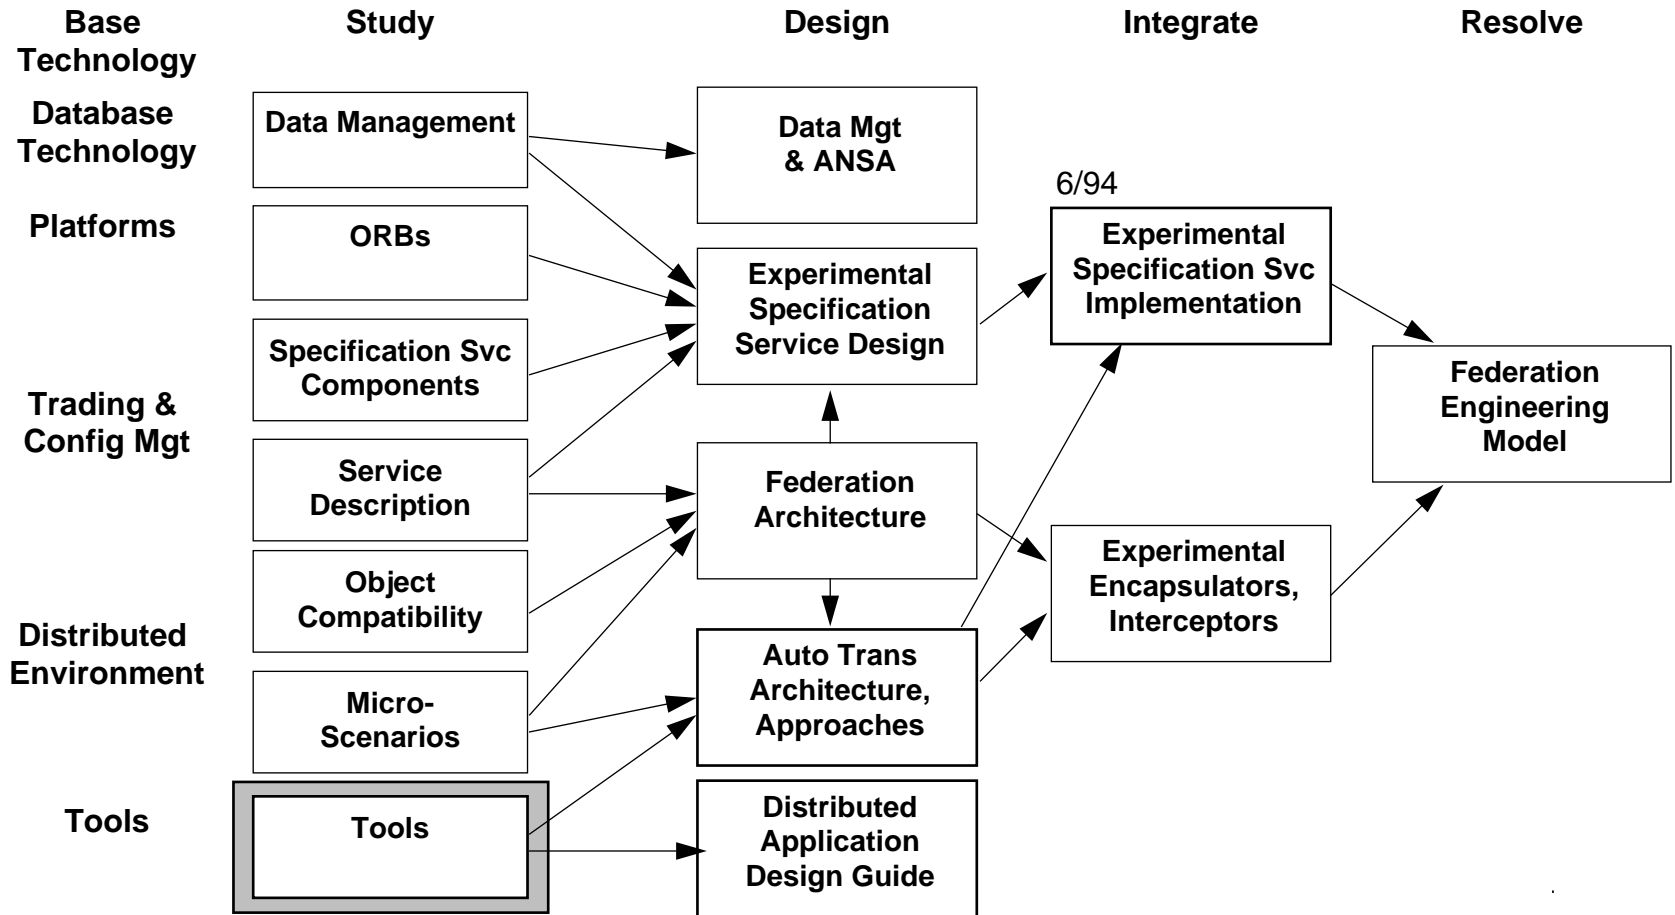 Base
Technology
Study
Design
Integrate
Resolve
Database
Technology
Platforms
Trading &
Config Mgt
Distributed
Environment
Tools
Data Management
ORBs
Specification Svc
Components
Service
Description
Object
Compatibility
Micro-
Scenarios
Tools
Data Mgt
& ANSA
Experimental
Specification
Service Design
Federation
Architecture
Auto Trans
Architecture,
Approaches
Distributed
Application
Design Guide
6/94
Experimental
Specification Svc
Implementation
Experimental
Encapsulators,
Interceptors
Federation
Engineering
Model